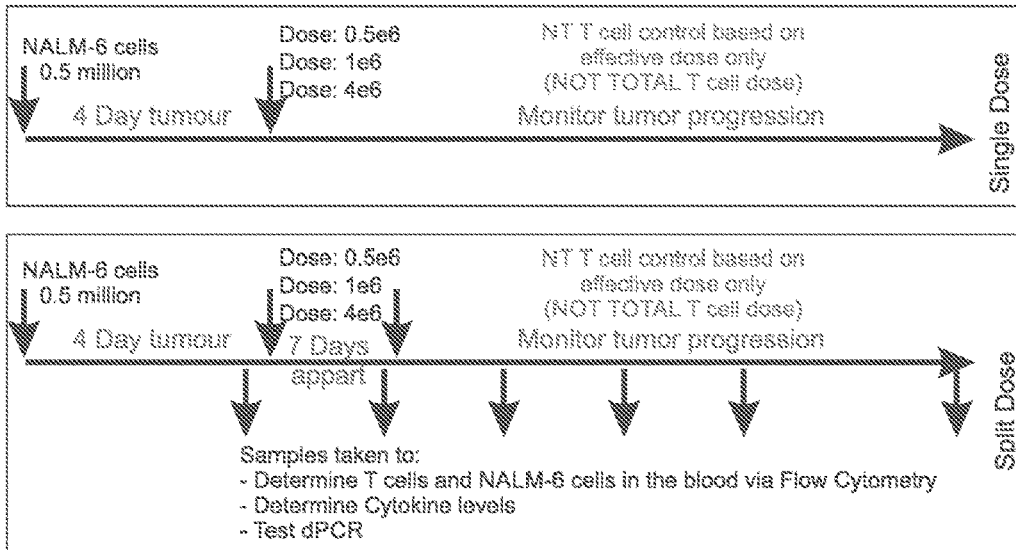 NALM-6 cells
0.5 million
Dose: 0.5e6
Dose: 1e6
Dose: 4e6
NT T cell control based on
effective dose only
(NOT TOTAL T cell dose)
4 Day tumour
Monitor tumor progression
Single Dose
NALM-6 cells
0.5 million
Dose: 0.5e6
Dose: 1e6
Dose: 4e6
NT T cell control based on
effective dose only
(NOT TOTAL T cell dose)
4 Day tumour
7 Days
appart
Monitor tumor progression
Split Dose
Samples taken to:
- Determine T cells and NALM-6 cells in the blood via Flow Cytometry
- Determine Cytokine levels
- Test dPCR